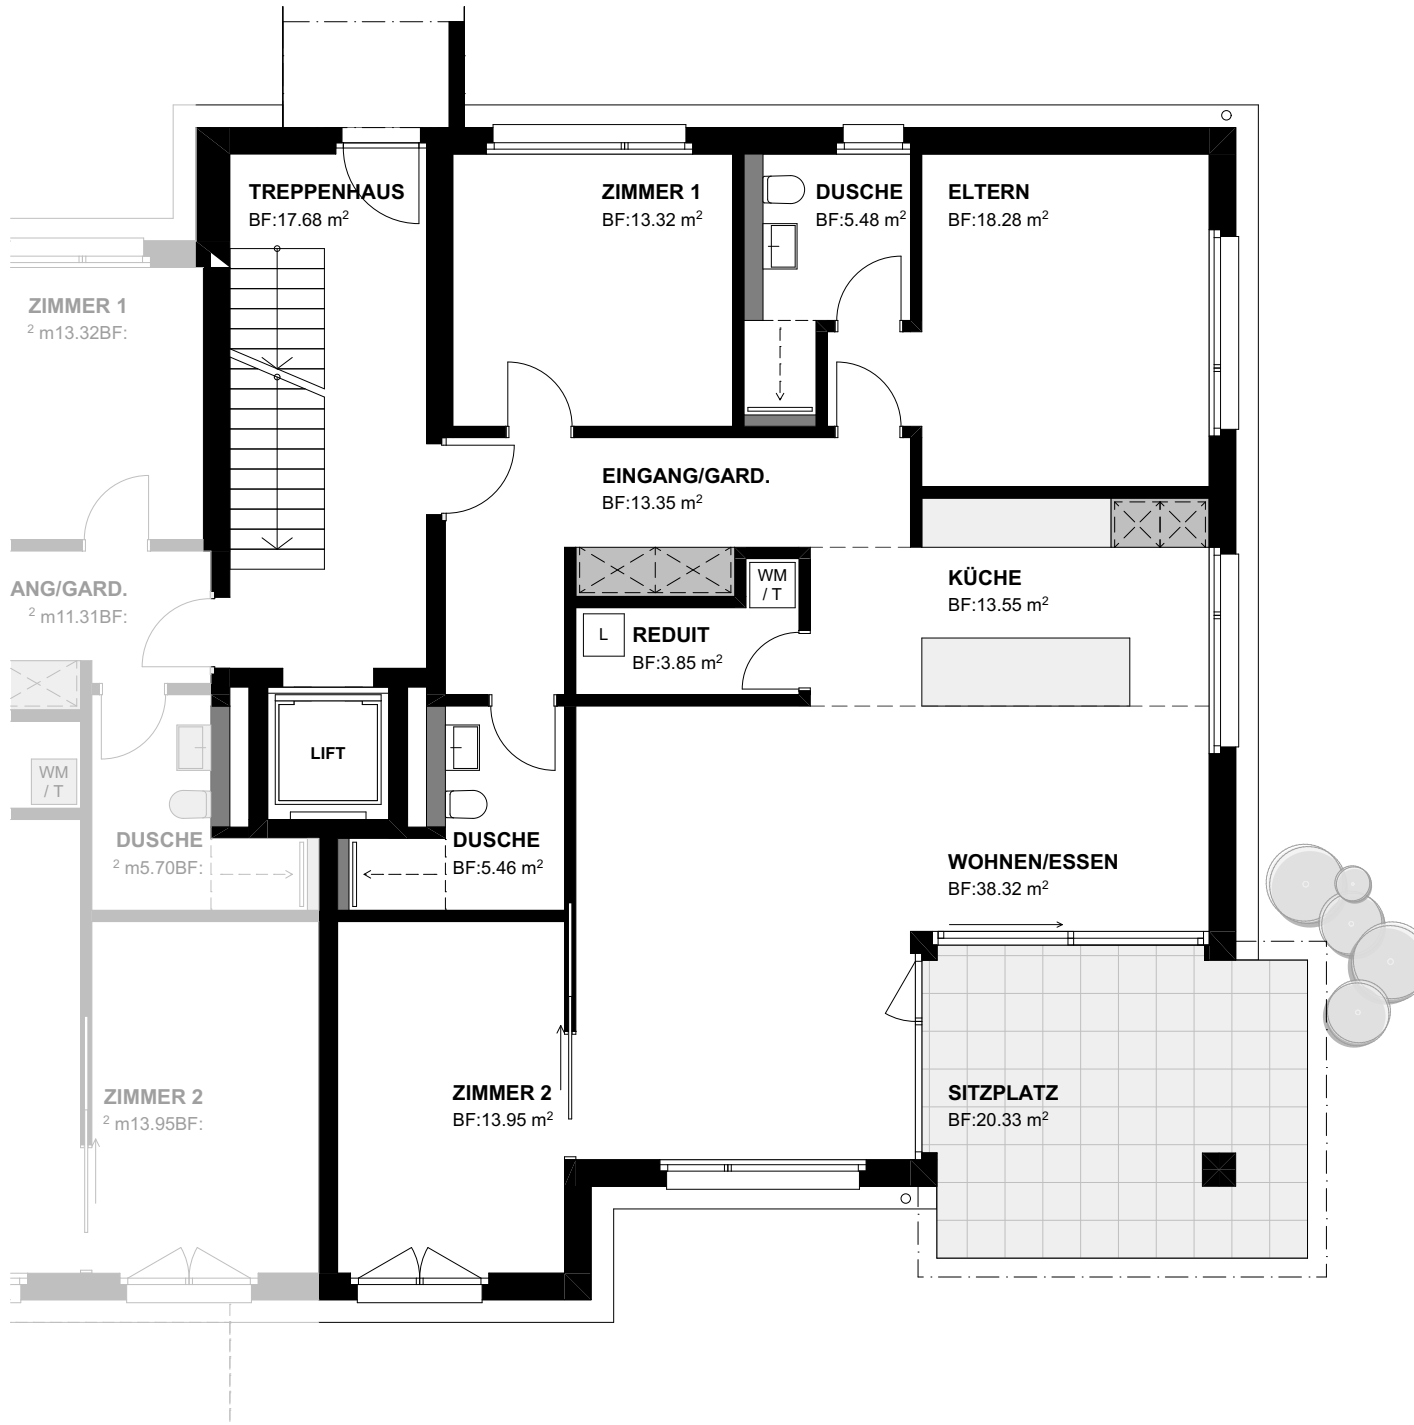 TREPPENHAUS
BF:17.68 m²
ZIMMER 1
BF:13.32 m²
DUSCHE
BF:5.48 m²
ELTERN
BF:18.28 m²
ZIMMER 1
² m13.32BF:
EINGANG/GARD.
BF:13.35 m²
ANG/GARD.
² m11.31BF:
WM
/ T
KÜCHE
BF:13.55 m²
L
REDUIT
BF:3.85 m²
LIFT
WM
/ T
DUSCHE
² m5.70BF:
DUSCHE
BF:5.46 m²
WOHNEN/ESSEN
BF:38.32 m²
ZIMMER 2
² m13.95BF:
ZIMMER 2
BF:13.95 m²
SITZPLATZ
BF:20.33 m²